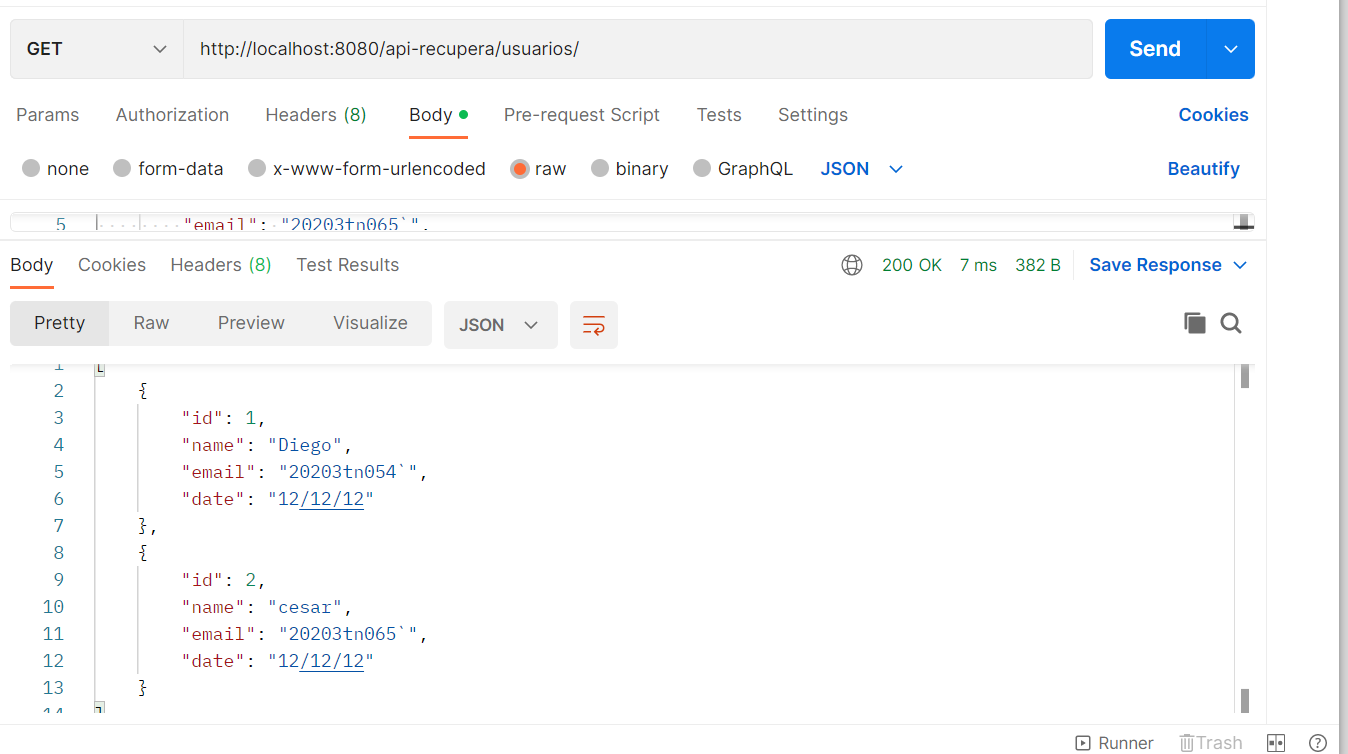 GET http://localhost:8080/api-recupera/usuarios/ Send
Params Authorization Headers (8) Body Pre-request Script Tests Settings Cookies
none form-data x-www-form-urlencoded raw binary GraphQL JSON Beautify
5 "email": "20203tn065`",
Body Cookies Headers (8) Test Results 200 OK 7 ms 382 B Save Response
Pretty Raw Preview Visualize JSON
1 [
2 {
3 "id": 1,
4 "name": "Diego",
5 "email": "20203tn054`",
6 "date": "12/12/12"
7 },
8 {
9 "id": 2,
10 "name": "cesar",
11 "email": "20203tn065`",
12 "date": "12/12/12"
13 }
14 ]
Runner Trash